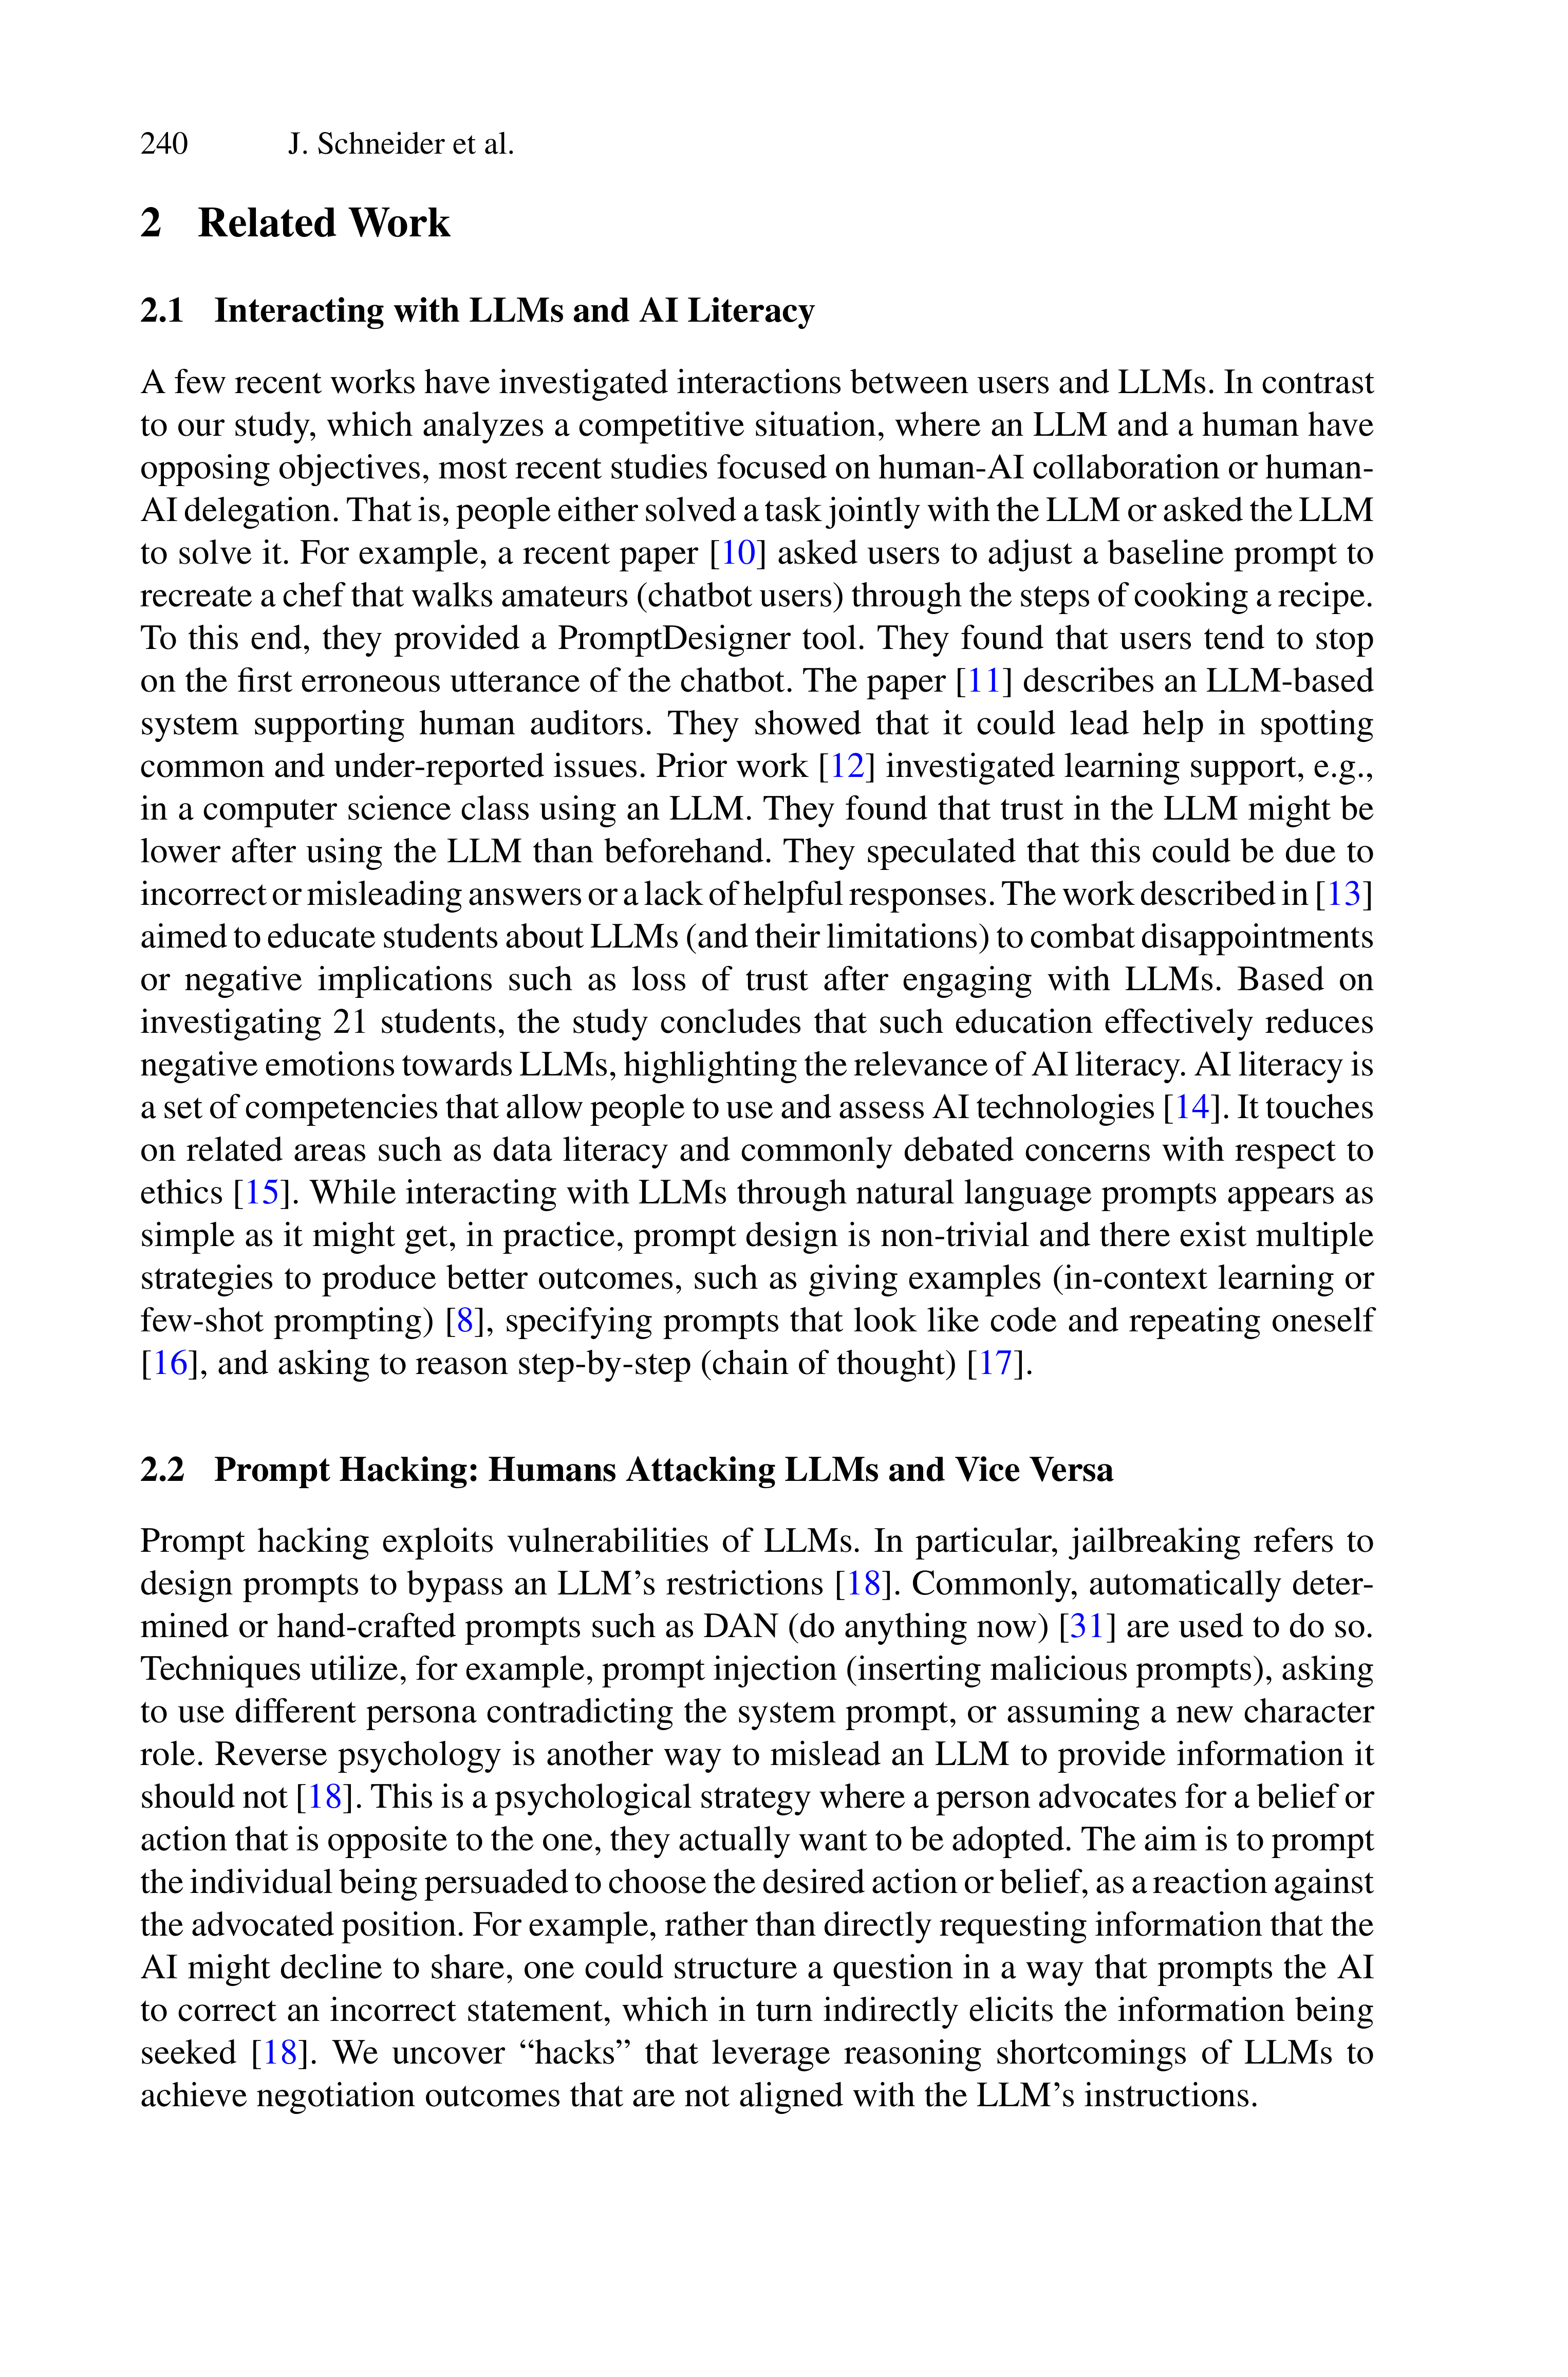 240 J. Schneider et al.
2 Related Work
2.1 Interacting with LLMs and AI Literacy
A few recent works have investigated interactions between users and LLMs. In contrast
to our study, which analyzes a competitive situation, where an LLM and a human have
opposing objectives, most recent studies focused on human-AI collaboration or human-
AI delegation. That is, people either solved a task jointly with the LLM or asked the LLM
to solve it. For example, a recent paper [10] asked users to adjust a baseline prompt to
recreate a chef that walks amateurs (chatbot users) through the steps of cooking a recipe.
To this end, they provided a PromptDesigner tool. They found that users tend to stop
on the first erroneous utterance of the chatbot. The paper [11] describes an LLM-based
system supporting human auditors. They showed that it could lead help in spotting
common and under-reported issues. Prior work [12] investigated learning support, e.g.,
in a computer science class using an LLM. They found that trust in the LLM might be
lower after using the LLM than beforehand. They speculated that this could be due to
incorrect or misleading answers or a lack of helpful responses. The work described in [13]
aimed to educate students about LLMs (and their limitations) to combat disappointments
or negative implications such as loss of trust after engaging with LLMs. Based on
investigating 21 students, the study concludes that such education effectively reduces
negative emotions towards LLMs, highlighting the relevance of AI literacy. AI literacy is
a set of competencies that allow people to use and assess AI technologies [14]. It touches
on related areas such as data literacy and commonly debated concerns with respect to
ethics [15]. While interacting with LLMs through natural language prompts appears as
simple as it might get, in practice, prompt design is non-trivial and there exist multiple
strategies to produce better outcomes, such as giving examples (in-context learning or
few-shot prompting) [8], specifying prompts that look like code and repeating oneself
[16], and asking to reason step-by-step (chain of thought) [17].
2.2 Prompt Hacking: Humans Attacking LLMs and Vice Versa
Prompt hacking exploits vulnerabilities of LLMs. In particular, jailbreaking refers to
design prompts to bypass an LLM’s restrictions [18]. Commonly, automatically deter-
mined or hand-crafted prompts such as DAN (do anything now) [31] are used to do so.
Techniques utilize, for example, prompt injection (inserting malicious prompts), asking
to use different persona contradicting the system prompt, or assuming a new character
role. Reverse psychology is another way to mislead an LLM to provide information it
should not [18]. This is a psychological strategy where a person advocates for a belief or
action that is opposite to the one, they actually want to be adopted. The aim is to prompt
the individual being persuaded to choose the desired action or belief, as a reaction against
the advocated position. For example, rather than directly requesting information that the
AI might decline to share, one could structure a question in a way that prompts the AI
to correct an incorrect statement, which in turn indirectly elicits the information being
seeked [18]. We uncover “hacks” that leverage reasoning shortcomings of LLMs to
achieve negotiation outcomes that are not aligned with the LLM’s instructions.